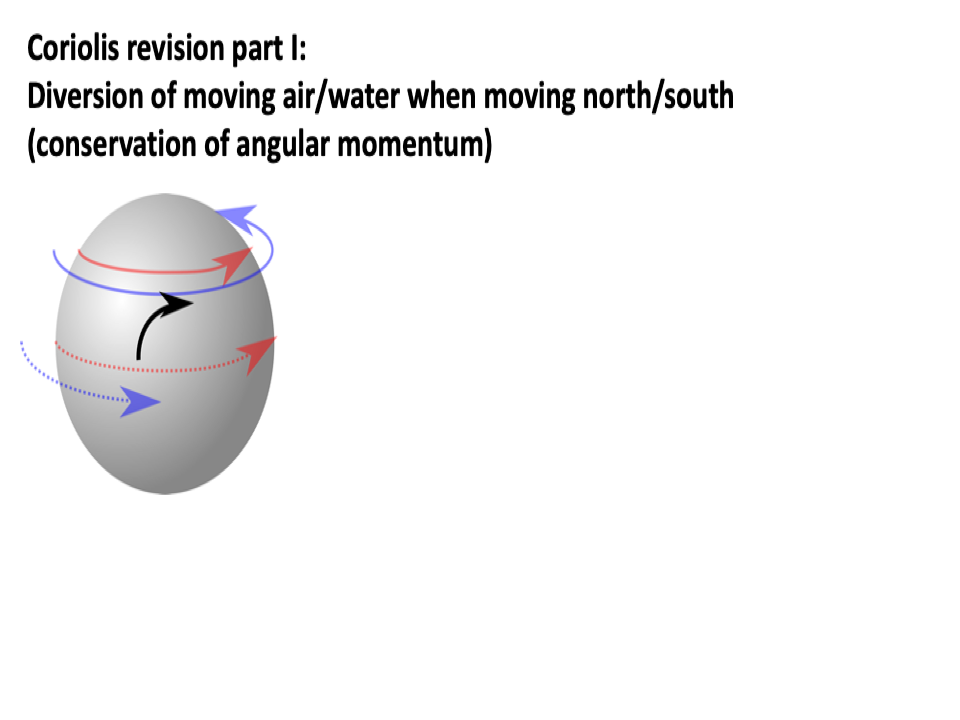 Coriolis revision part I:
Diversion of moving air/water when moving north/south
(conservation of angular momentum)